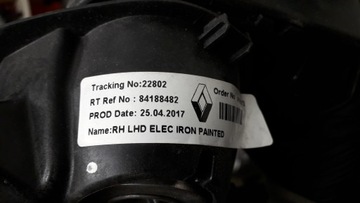 Tracking No:22802
RT Ref No : 84188482
PROD Date: 25.04.2017
Name:RH LHD ELEC IRON PAINTED
Order No